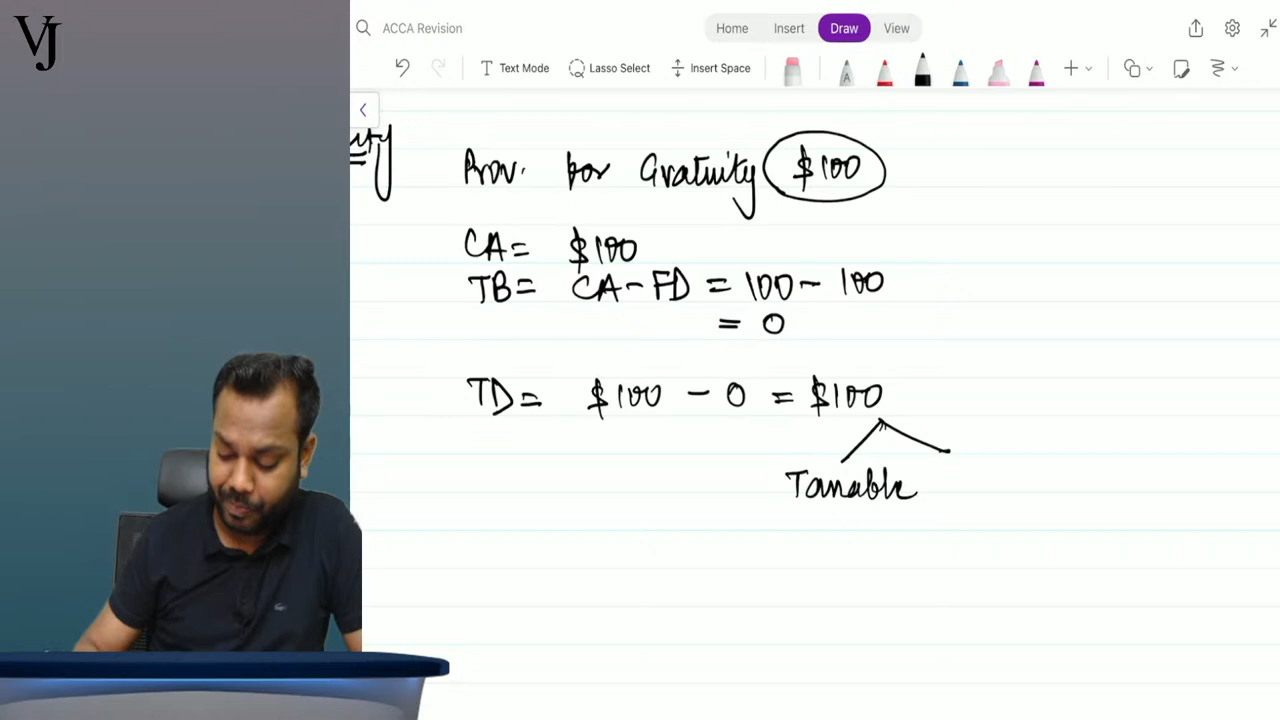 VJ
ACCA Revision
Home Insert Draw View
Text Mode Lasso Select Insert Space
Prov. for Gratuity $100
CA = $100
TB = CA - FD = 100 - 100
= 0
TD = $100 - 0 = $100
Taxable